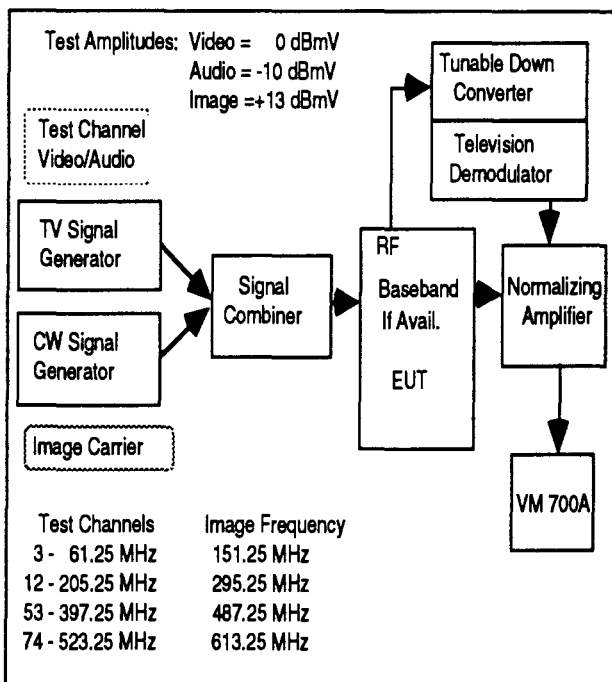 Test Amplitudes: Video = 0 dBmV
Audio = -10 dBmV
Image =+13 dBmV
Tunable Down
Converter
Television
Demodulator
Test Channel
Video/Audio
TV Signal
Generator
CW Signal
Generator
Image Carrier
Signal
Combiner
RF
Baseband
If Avail.
EUT
Normalizing
Amplifier
VM 700A
Test Channels Image Frequency
3 - 61.25 MHz 151.25 MHz
12 - 205.25 MHz 295.25 MHz
53 - 397.25 MHz 487.25 MHz
74 - 523.25 MHz 613.25 MHz